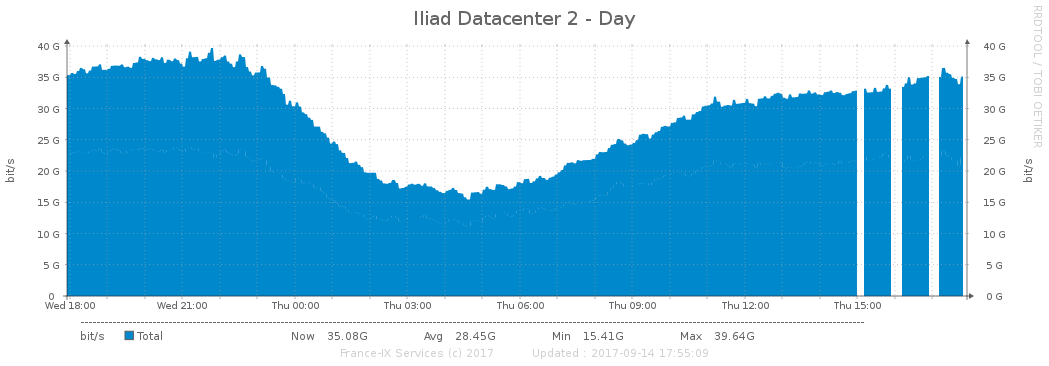 Iliad Datacenter 2 - Day
RRDTOOL / TOBI OETIKER
40 G 40 G
35 G 35 G
30 G 30 G
25 G 25 G
20 G 20 G
15 G 15 G
10 G 10 G
5 G 5 G
0 0 G
bit/s
bit/s
Wed 18:00 Wed 21:00 Thu 00:00 Thu 03:00 Thu 06:00 Thu 09:00 Thu 12:00 Thu 15:00
bit/s Total Now 35.08G Avg 28.45G Min 15.41G Max 39.64G
France-IX Services (c) 2017 Updated : 2017-09-14 17:55:09